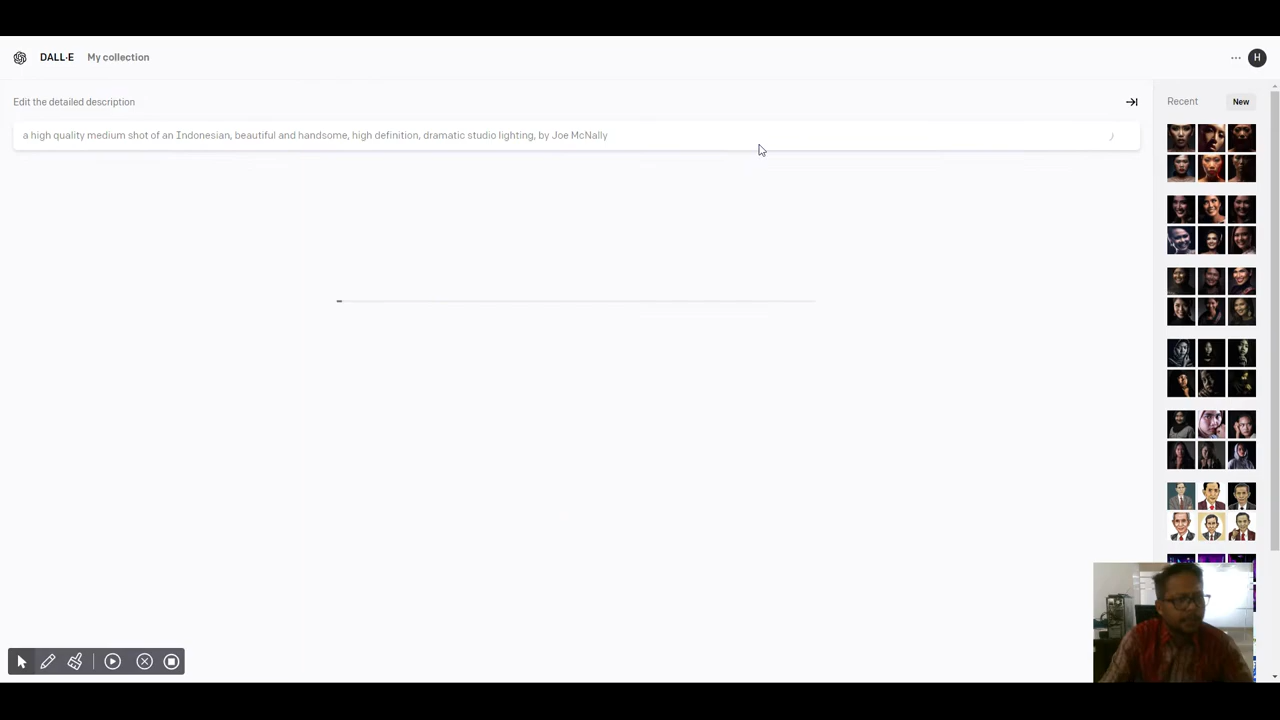 DALL·E
My collection
H
Edit the detailed description
Recent
New
a high quality medium shot of an Indonesian, beautiful and handsome, high definition, dramatic studio lighting, by Joe McNally